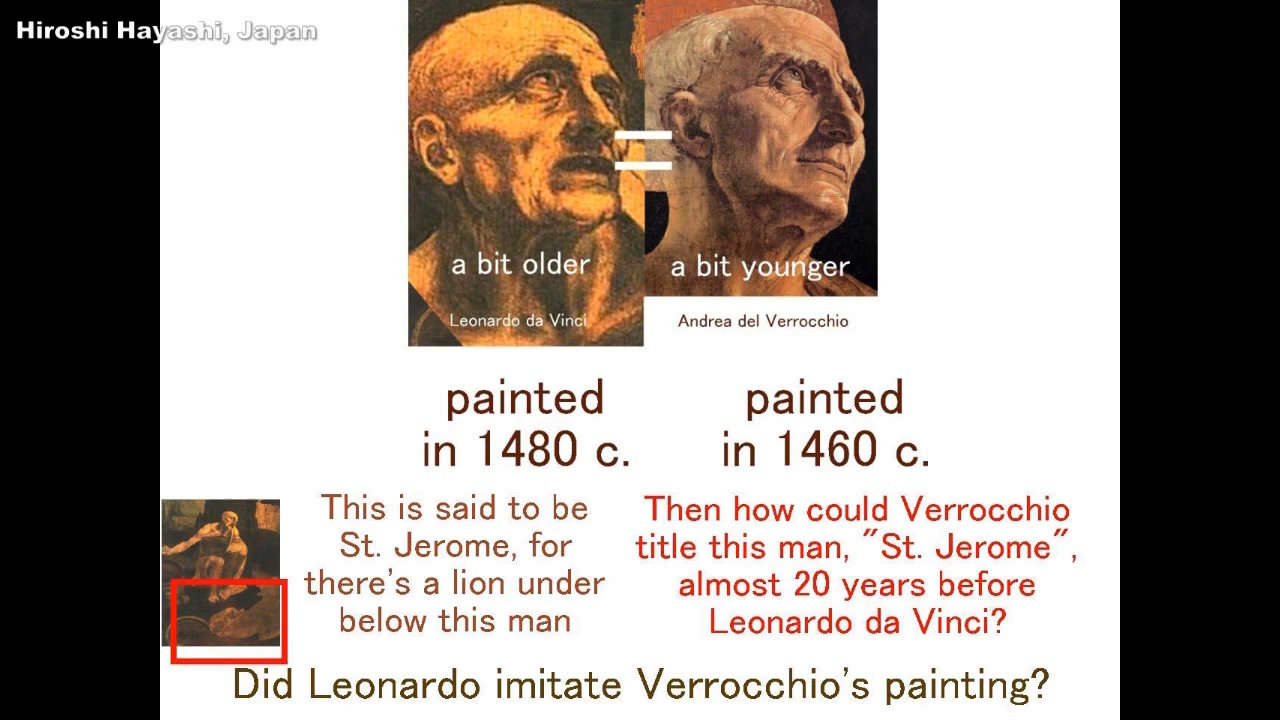 Hiroshi Hayashi, Japan
a bit older
a bit younger
Leonardo da Vinci
Andrea del Verrocchio
painted
in 1480 c.
painted
in 1460 c.
This is said to be
St. Jerome, for
there's a lion under
below this man
Then how could Verrocchio
title this man, "St. Jerome",
almost 20 years before
Leonardo da Vinci?
Did Leonardo imitate Verrocchio's painting?